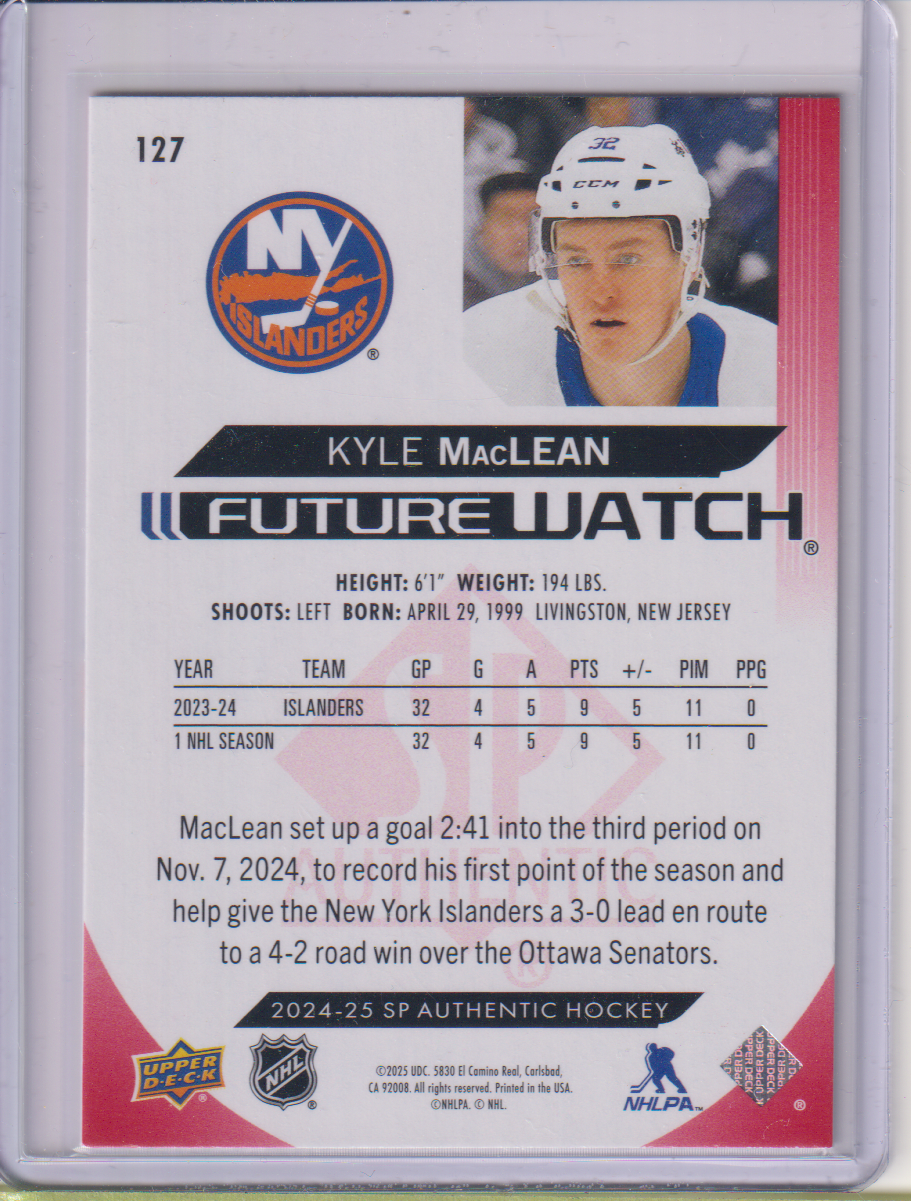 127
32
CCM
NY
ISLANDERS
®
KYLE MACLEAN
FUTURE WATCH
®
HEIGHT: 6'1" WEIGHT: 194 LBS.
SHOOTS: LEFT BORN: APRIL 29, 1999 LIVINGSTON, NEW JERSEY
YEAR TEAM GP G A PTS +/- PIM PPG
2023-24 ISLANDERS 32 4 5 9 5 11 0
1 NHL SEASON 32 4 5 9 5 11 0
SP
AUTHENTIC
®
MacLean set up a goal 2:41 into the third period on
Nov. 7, 2024, to record his first point of the season and
help give the New York Islanders a 3-0 lead en route
to a 4-2 road win over the Ottawa Senators.
2024-25 SP AUTHENTIC HOCKEY
UPPER
D·E·C·K
®
NHL
®
©2025 UDC. 5830 El Camino Real, Carlsbad,
CA 92008. All rights reserved. Printed in the USA.
©NHLPA. © NHL.
NHLPA™
UPPER DECK
®